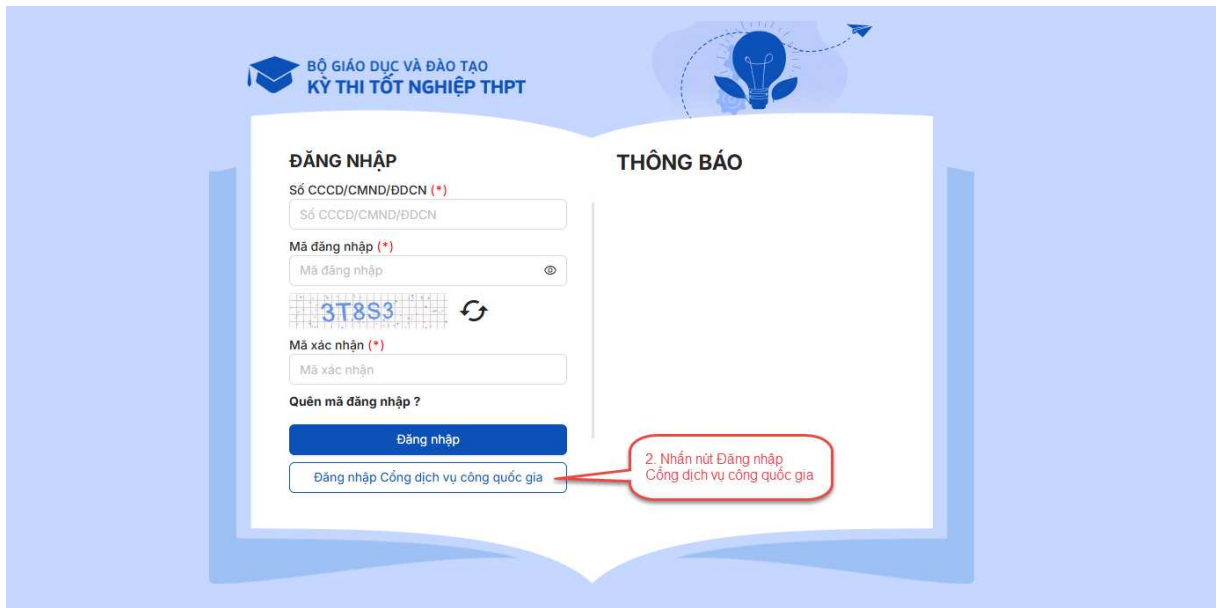 BỘ GIÁO DỤC VÀ ĐÀO TẠO
KỲ THI TỐT NGHIỆP THPT
ĐĂNG NHẬP
Số CCCD/CMND/ĐDCN (*)
Số CCCD/CMND/ĐDCN
Mã đăng nhập (*)
Mã đăng nhập
3T8S3
Mã xác nhận (*)
Mã xác nhận
Quên mã đăng nhập ?
Đăng nhập
Đăng nhập Cổng dịch vụ công quốc gia
THÔNG BÁO
2. Nhấn nút Đăng nhập
Cổng dịch vụ công quốc gia